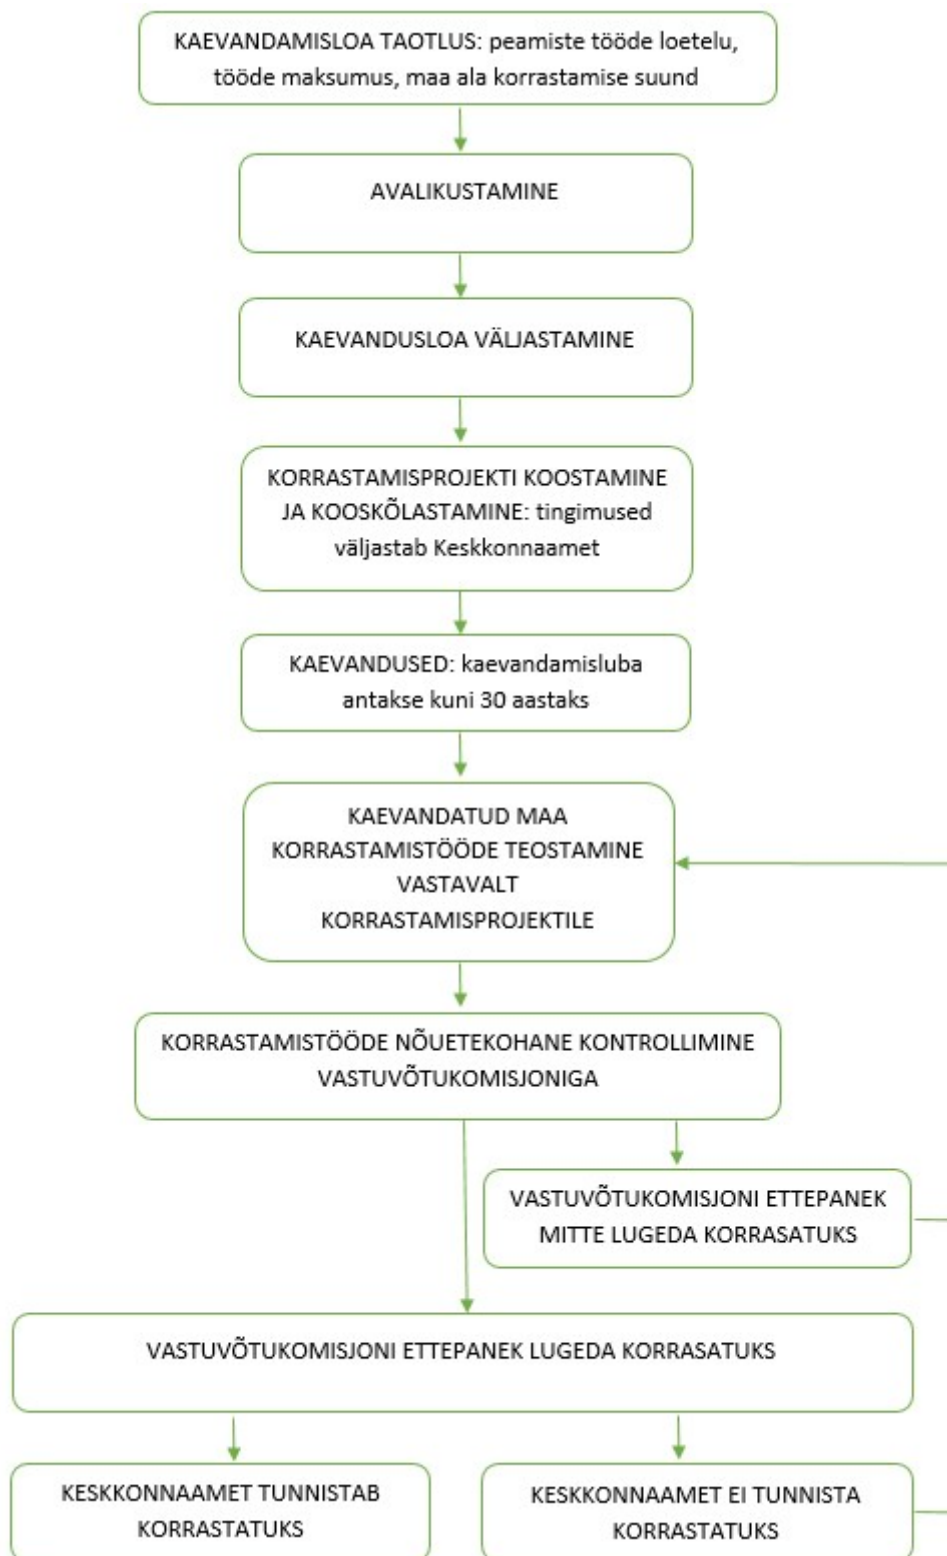 KAEVANDAMISLOA TAOTLUS: peamiste tööde loetelu,
tööde maksumus, maa ala korrastamise suund
AVALIKUSTAMINE
KAEVANDUSLOA VÄLJASTAMINE
KORRASTAMISPROJEKTI KOOSTAMINE
JA KOOSKÕLASTAMINE: tingimused
väljastab Keskkonnaamet
KAEVANDUSED: kaevandamisluba
antakse kuni 30 aastaks
KAEVANDATUD MAA
KORRASTAMISTÖÖDE TEOSTAMINE
VASTAVALT
KORRASTAMISPROJEKTILE
KORRASTAMISTÖÖDE NÕUETEKOHANE KONTROLLIMINE
VASTUVÕTUKOMISJONIGA
VASTUVÕTUKOMISJONI ETTEPANEK
MITTE LUGEDA KORRASATUKS
VASTUVÕTUKOMISJONI ETTEPANEK LUGEDA KORRASATUKS
KESKKONNAAMET TUNNISTAB
KORRASTATUKS
KESKKONNAAMET EI TUNNISTA
KORRASTATUKS